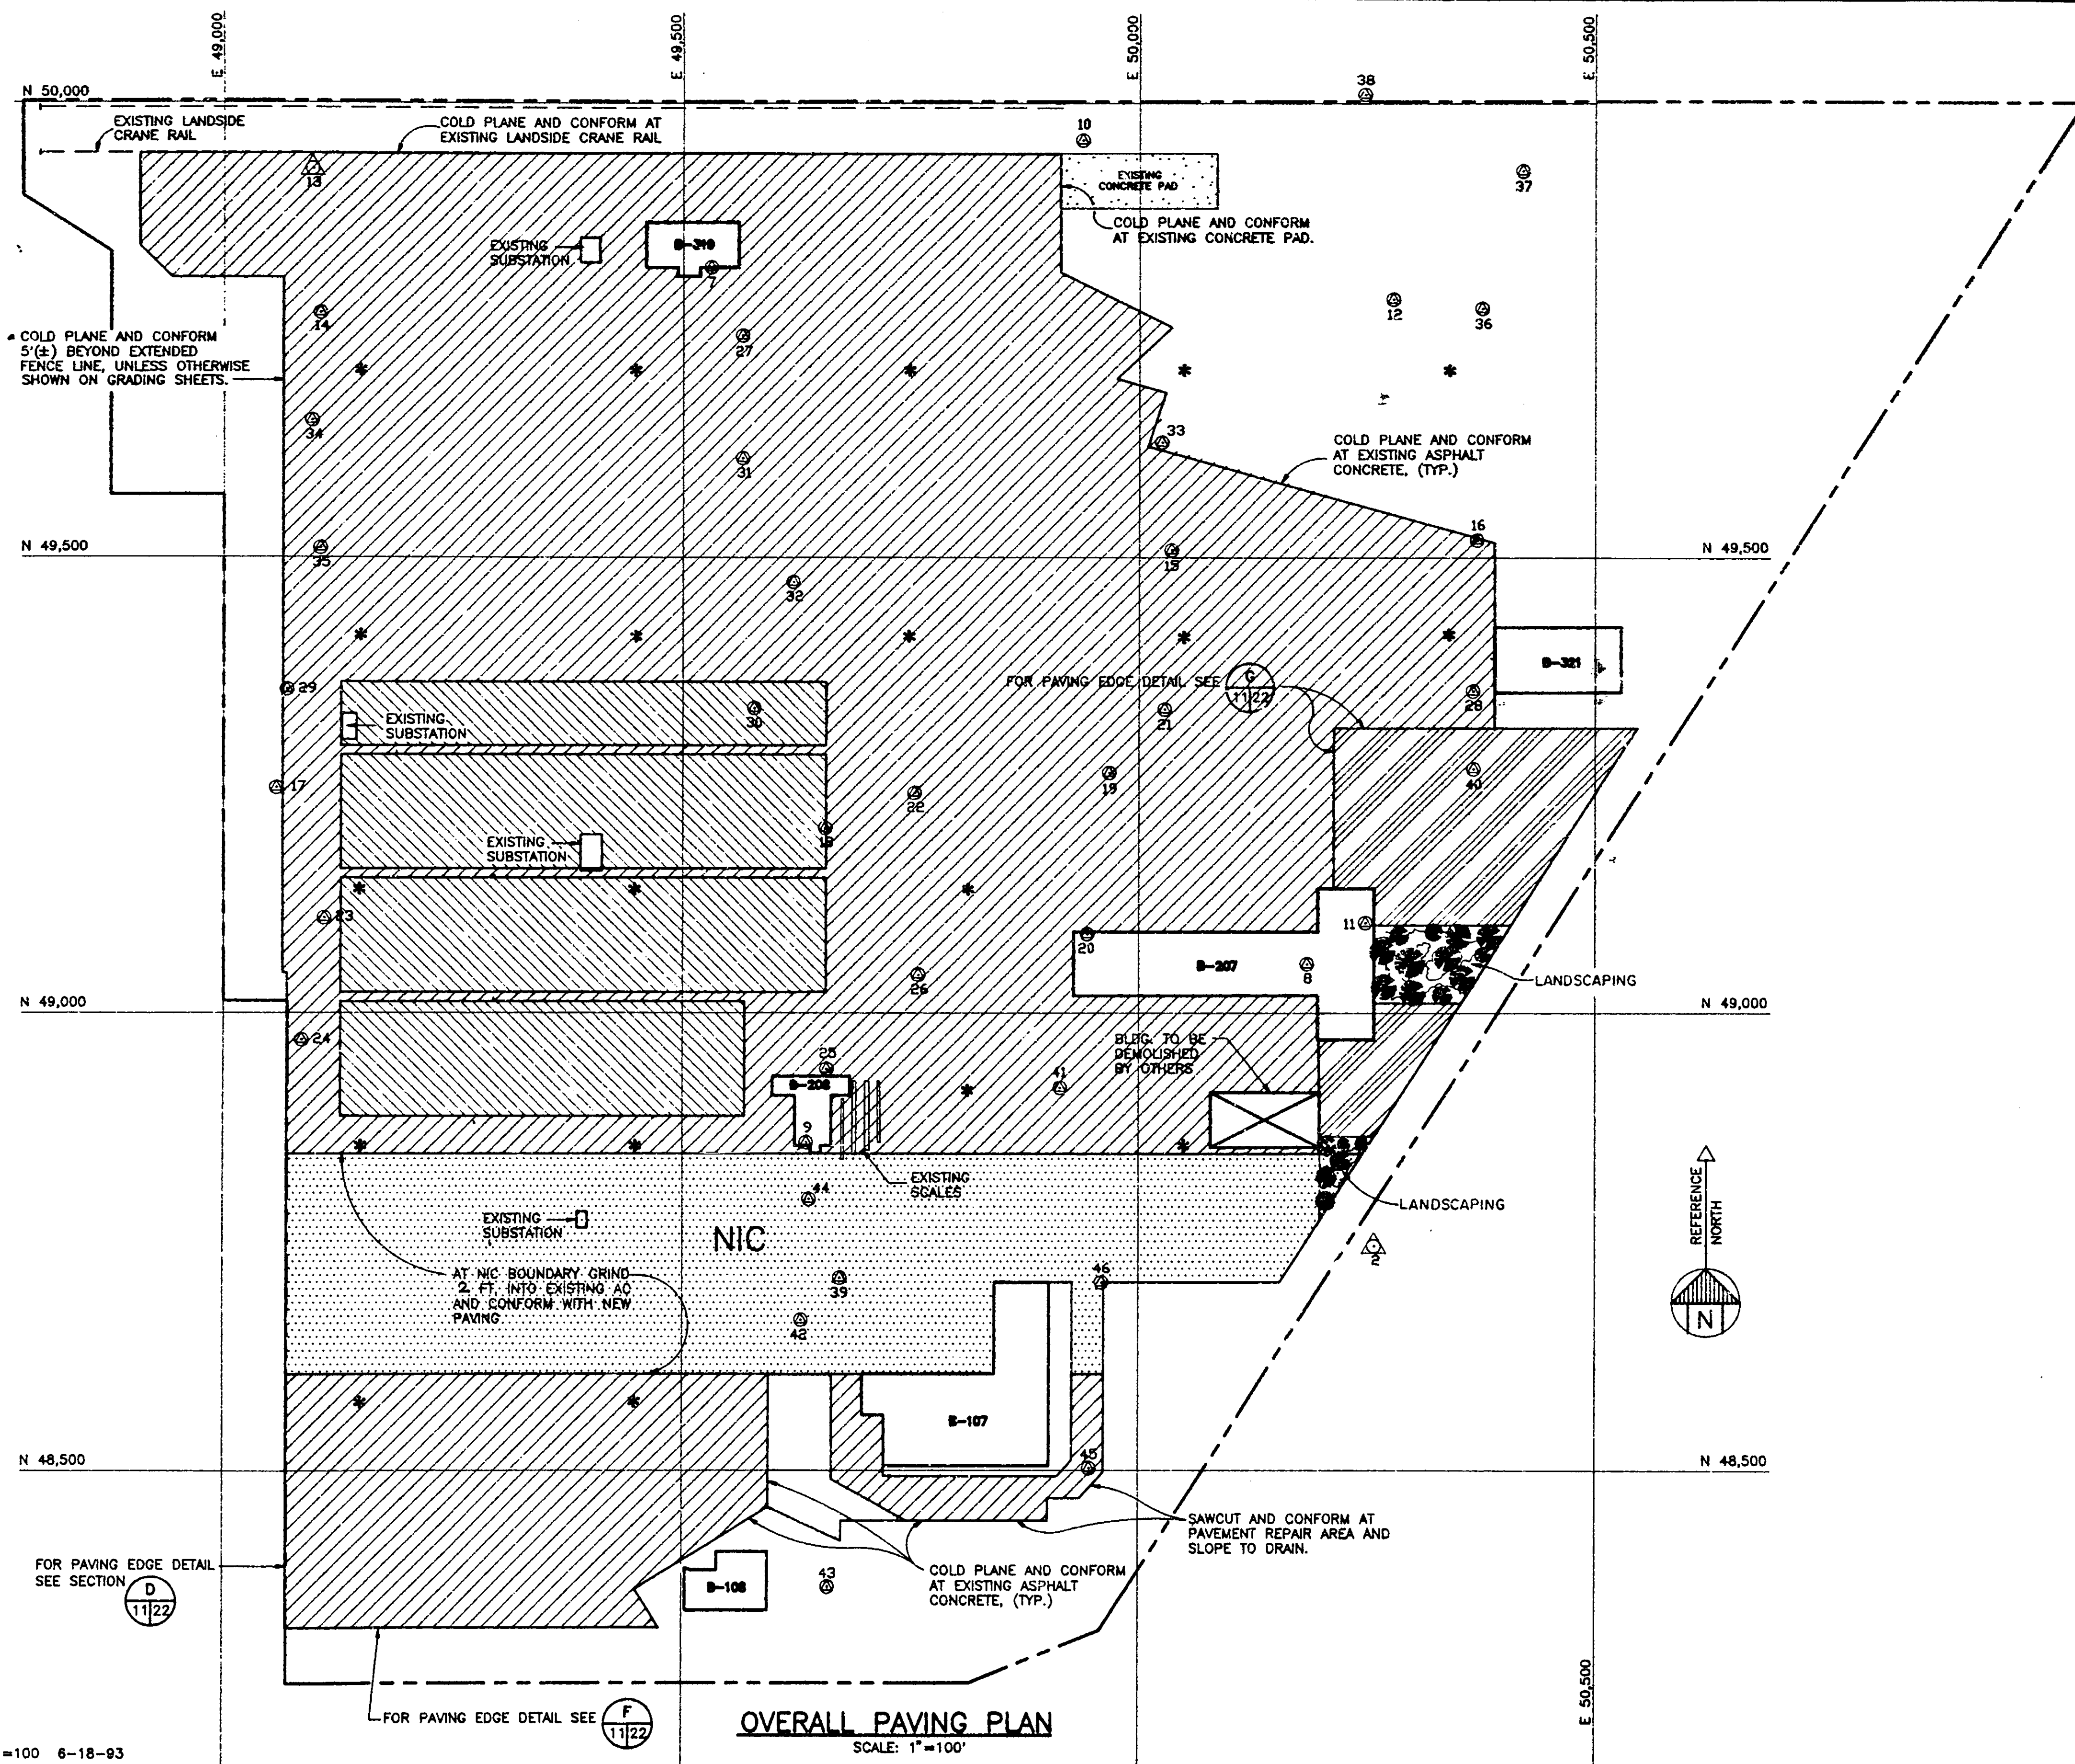 E 49,000
E 49,500
E 50,000
E 50,500
N 50,000
38
EXISTING LANDSIDE
CRANE RAIL
COLD PLANE AND CONFORM AT
EXISTING LANDSIDE CRANE RAIL
10
13
EXISTING
CONCRETE PAD
37
COLD PLANE AND CONFORM
AT EXISTING CONCRETE PAD.
EXISTING
SUBSTATION
B-319
7
14
12
36
27
COLD PLANE AND CONFORM
5'(±) BEYOND EXTENDED
FENCE LINE, UNLESS OTHERWISE
SHOWN ON GRADING SHEETS.
34
33
31
COLD PLANE AND CONFORM
AT EXISTING ASPHALT
CONCRETE, (TYP.)
16
N 49,500
35
15
N 49,500
32
B-321
FOR PAVING EDGE DETAIL SEE
G
11 22
29
30
21
28
EXISTING
SUBSTATION
17
22
19
40
18
EXISTING
SUBSTATION
23
11
20
B-207
8
26
LANDSCAPING
N 49,000
N 49,000
24
25
BLDG. TO BE
DEMOLISHED
BY OTHERS
B-208
41
9
EXISTING
SCALES
44
LANDSCAPING
REFERENCE
NORTH
EXISTING
SUBSTATION
NIC
2
AT NIC BOUNDARY GRIND
2 FT. INTO EXISTING AC
AND CONFORM WITH NEW
PAVING
39
46
42
N
B-107
N 48,500
45
N 48,500
SAWCUT AND CONFORM AT
PAVEMENT REPAIR AREA AND
SLOPE TO DRAIN.
FOR PAVING EDGE DETAIL
SEE SECTION
D
11 22
B-108
43
COLD PLANE AND CONFORM
AT EXISTING ASPHALT
CONCRETE, (TYP.)
E 50,500
FOR PAVING EDGE DETAIL SEE
F
11 22
OVERALL PAVING PLAN
SCALE: 1"=100'
=100 6-18-93